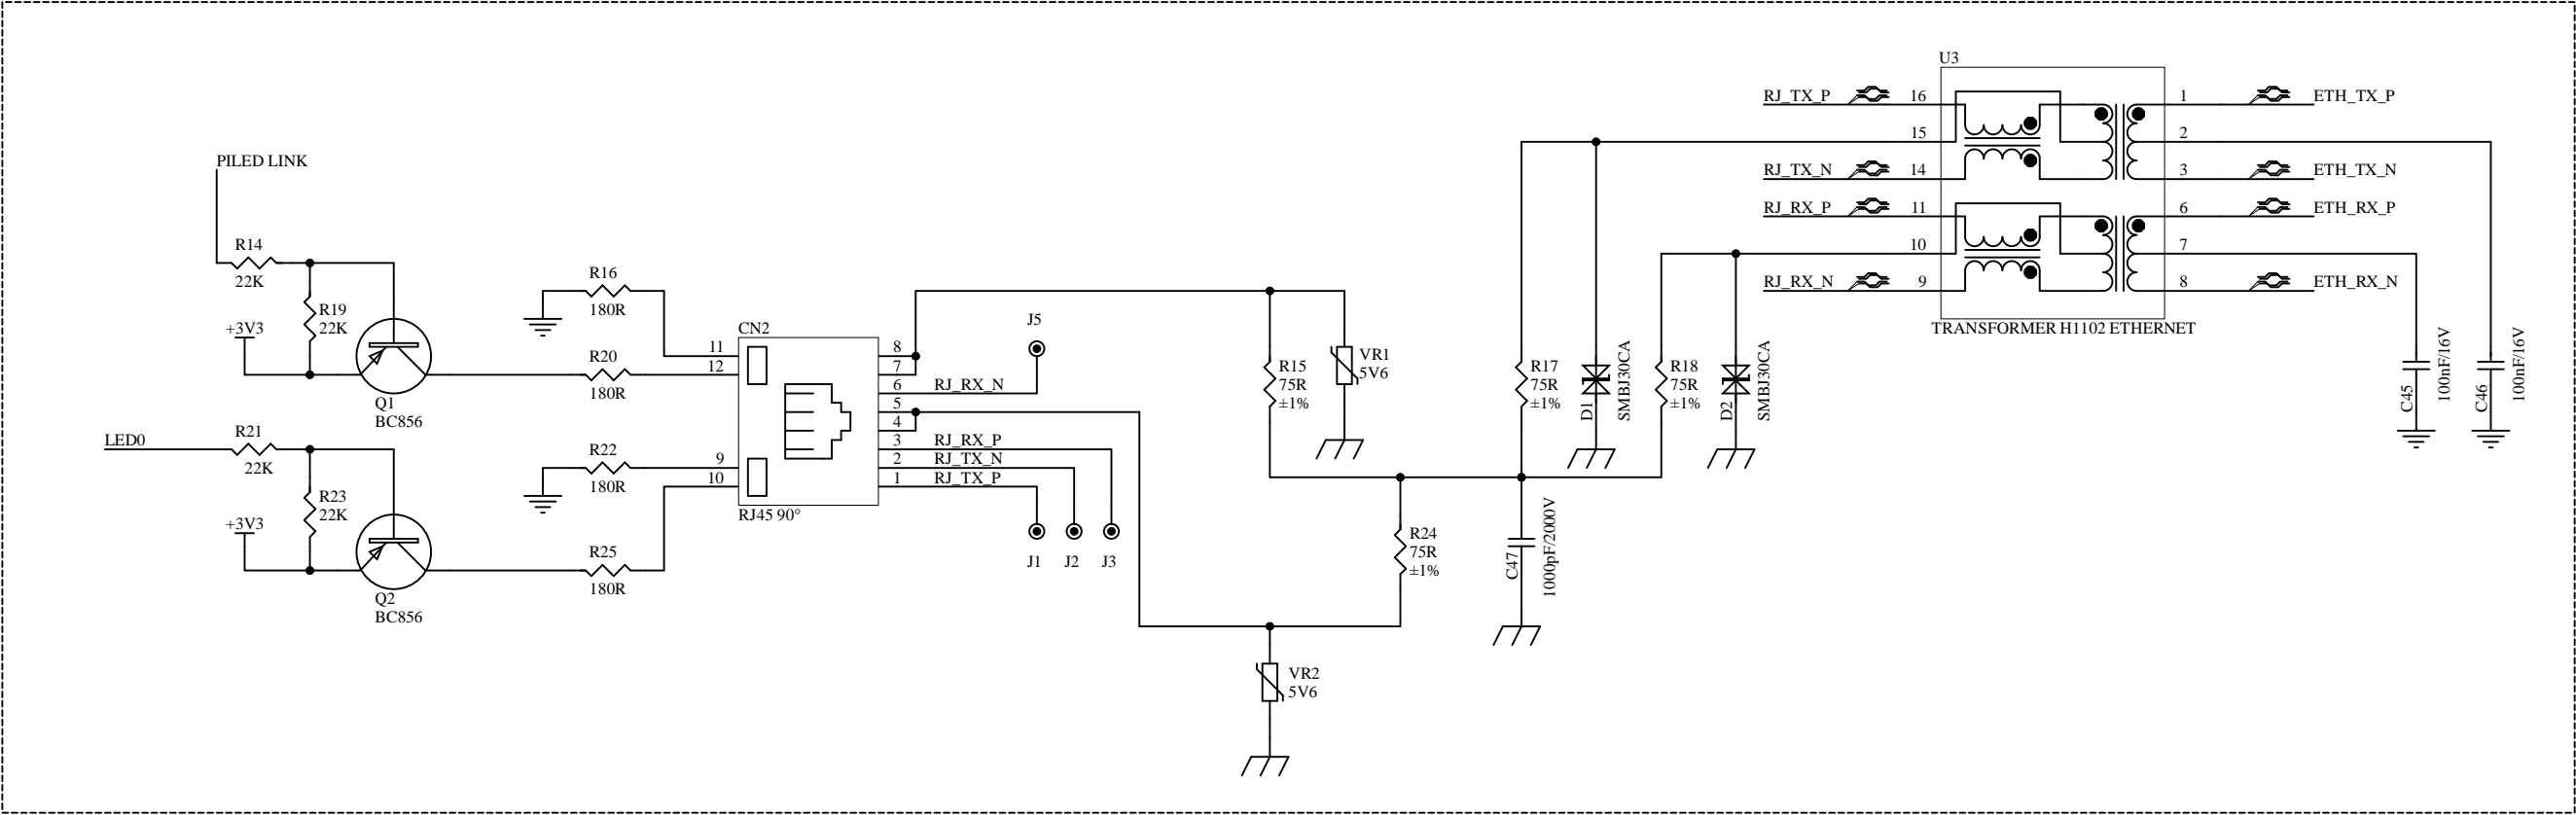 PILED LINK
R14
22K
R19
22K
+3V3
Q1
BC856
LED0
R21
22K
R23
22K
+3V3
Q2
BC856
R16
180R
R20
180R
R22
180R
R25
180R
CN2
11
12
9
10
8
7
6
5
4
3
2
1
RJ45 90°
RJ_RX_N
RJ_RX_P
RJ_TX_N
RJ_TX_P
J5
J1
J2
J3
R15
75R
±1%
VR1
5V6
VR2
5V6
R24
75R
±1%
R17
75R
±1%
D1
SMBJ30CA
R18
75R
±1%
D2
SMBJ30CA
C47
1000pF/2000V
U3
RJ_TX_P
16
15
RJ_TX_N
14
RJ_RX_P
11
10
RJ_RX_N
9
1
ETH_TX_P
2
3
ETH_TX_N
6
ETH_RX_P
7
8
ETH_RX_N
TRANSFORMER H1102 ETHERNET
C45
100nF/16V
C46
100nF/16V